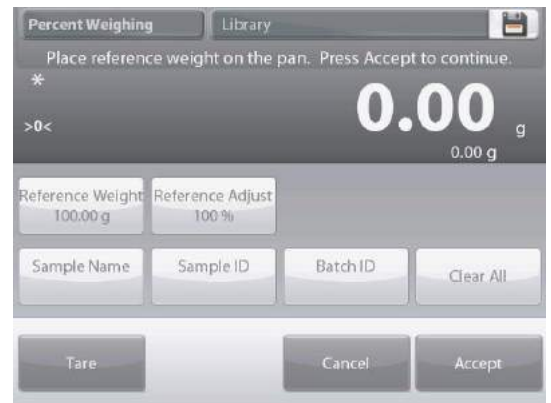 Percent Weighing
Library
Place reference weight on the pan. Press Accept to continue.
*
>0<
0.00 g
0.00 g
Reference Weight
100.00 g
Reference Adjust
100 %
Sample Name
Sample ID
Batch ID
Clear All
Tare
Cancel
Accept